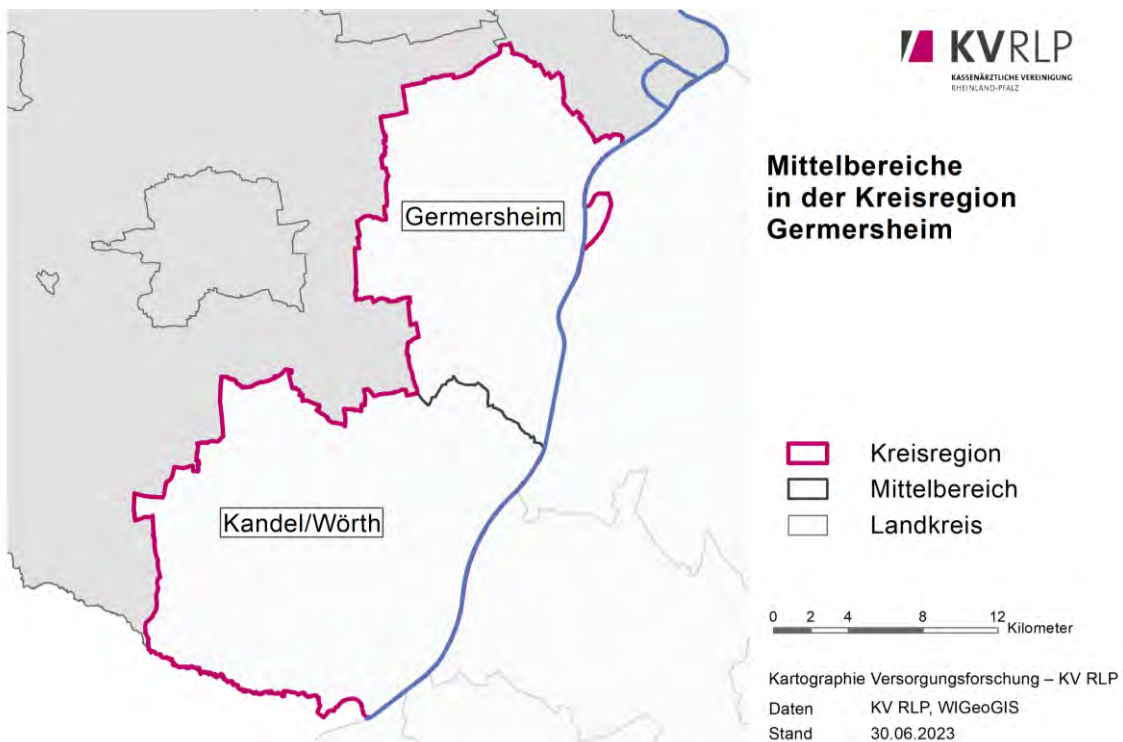 KVRLP
KASSENÄRZTLICHE VEREINIGUNG
RHEINLAND-PFALZ
Mittelbereiche
in der Kreisregion
Germersheim
Germersheim
Kandel/Wörth
Kreisregion
Mittelbereich
Landkreis
0 2 4 8 12
Kilometer
Kartographie Versorgungsforschung – KV RLP
Daten KV RLP, WIGeoGIS
Stand 30.06.2023